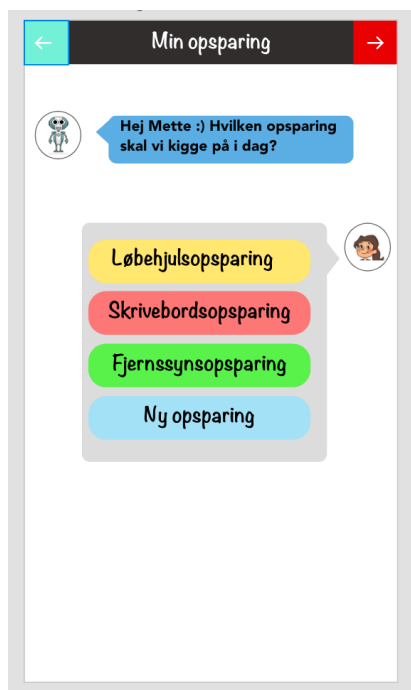 Min opsparing
Hej Mette :) Hvilken opsparing
skal vi kigge på i dag?
Løbehjulsopsparing
Skrivebordsopsparing
Fjernssynsopsparing
Ny opsparing